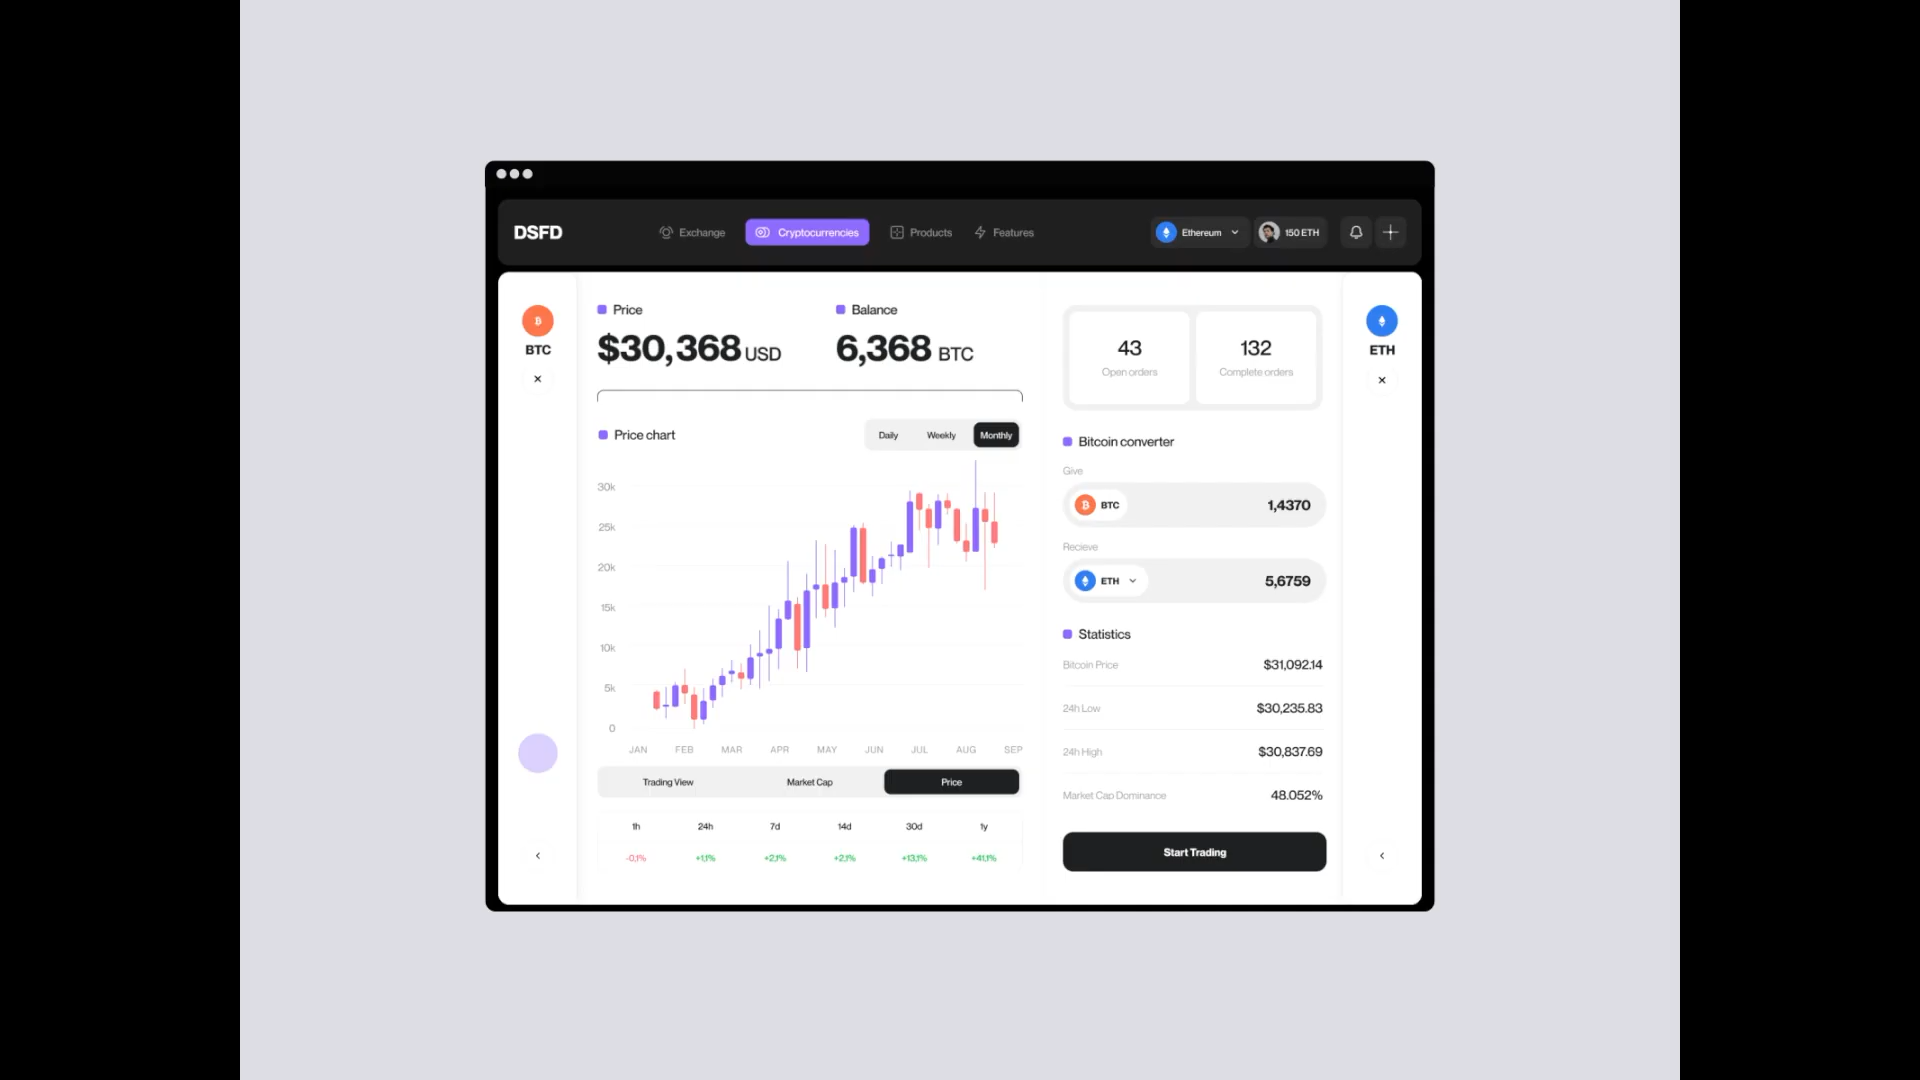 DSFD
Exchange
Cryptocurrencies
Products
Features
Ethereum
150 ETH
BTC
Price
$30,368 USD
Balance
6,368 BTC
Price chart
Daily
Weekly
Monthly
30k
25k
20k
15k
10k
5k
0
JAN
FEB
MAR
APR
MAY
JUN
JUL
AUG
SEP
Trading View
Market Cap
Price
1h
24h
7d
14d
30d
1y
-0,1%
+1,1%
+2,1%
+2,1%
+13,1%
+41,1%
43
Open orders
132
Complete orders
Bitcoin converter
Give
BTC
1,4370
Recieve
ETH
5,6759
Statistics
Bitcoin Price
$31,092.14
24h Low
$30,235.83
24h High
$30,837.69
Market Cap Dominance
48.052%
Start Trading
ETH